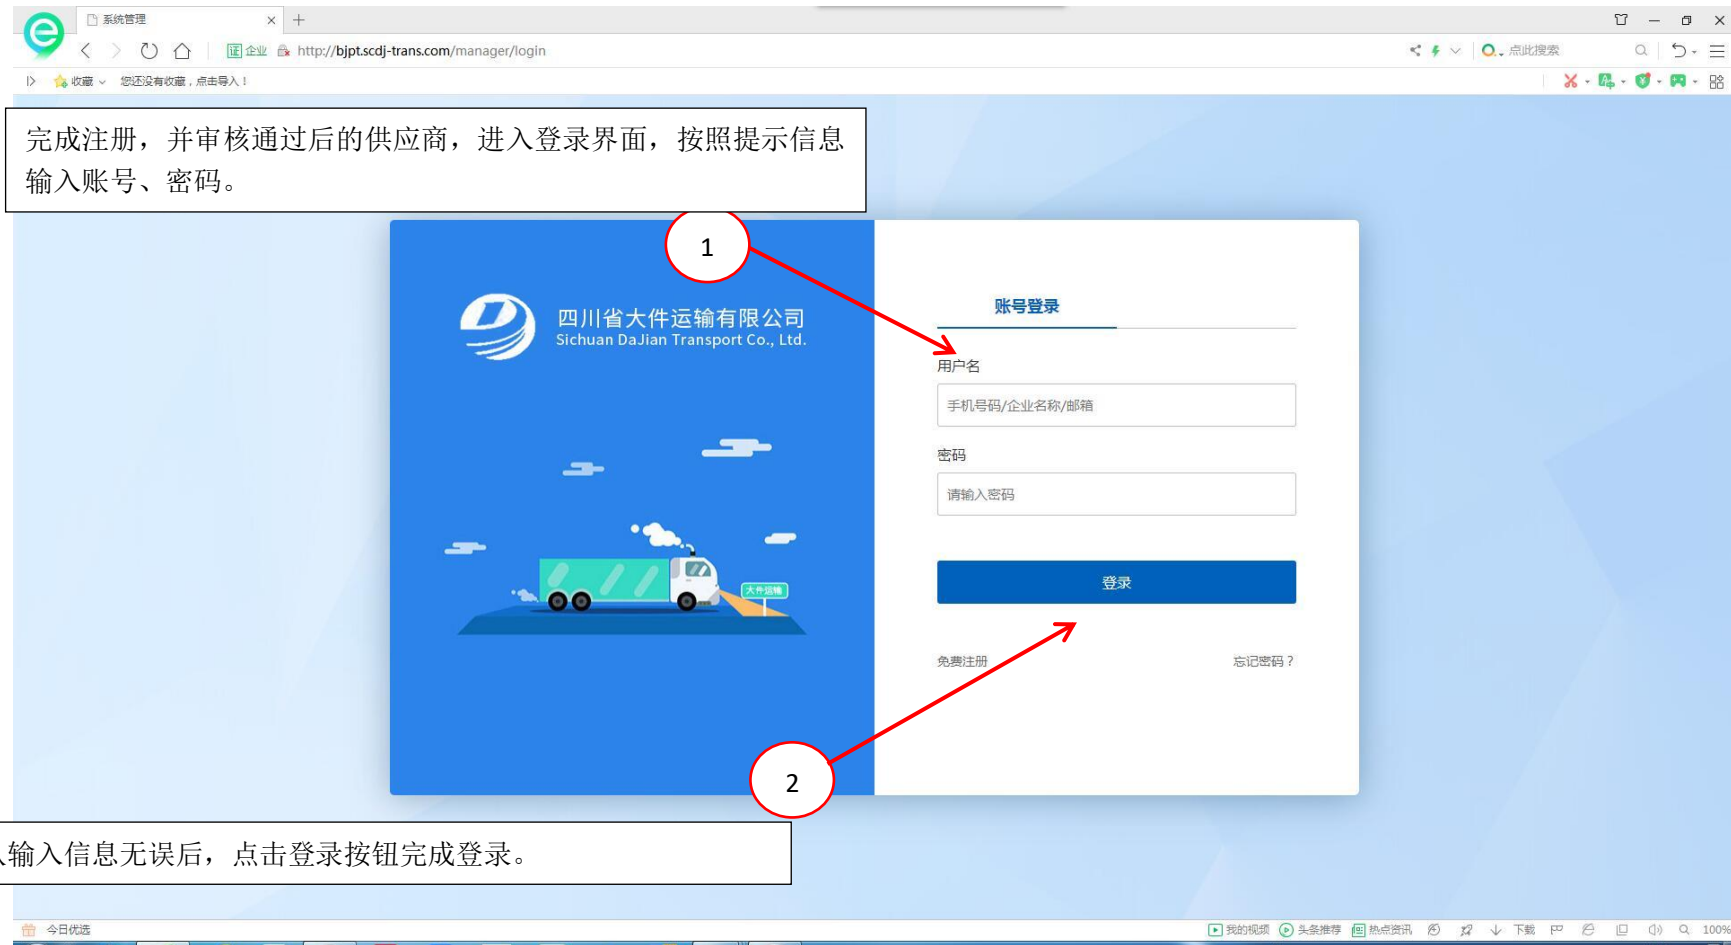 系统管理
企业 http://bjpt.scdj-trans.com/manager/login
点此搜索
收藏 您还没有收藏，点击导入！
完成注册，并审核通过后的供应商，进入登录界面，按照提示信息
输入账号、密码。
1
四川省大件运输有限公司
Sichuan DaJian Transport Co., Ltd.
大件运输
账号登录
用户名
手机号码/企业名称/邮箱
密码
请输入密码
登录
免费注册
忘记密码？
2
输入信息无误后，点击登录按钮完成登录。
今日优选
我的视频 头条推荐 热点资讯 下载 100%